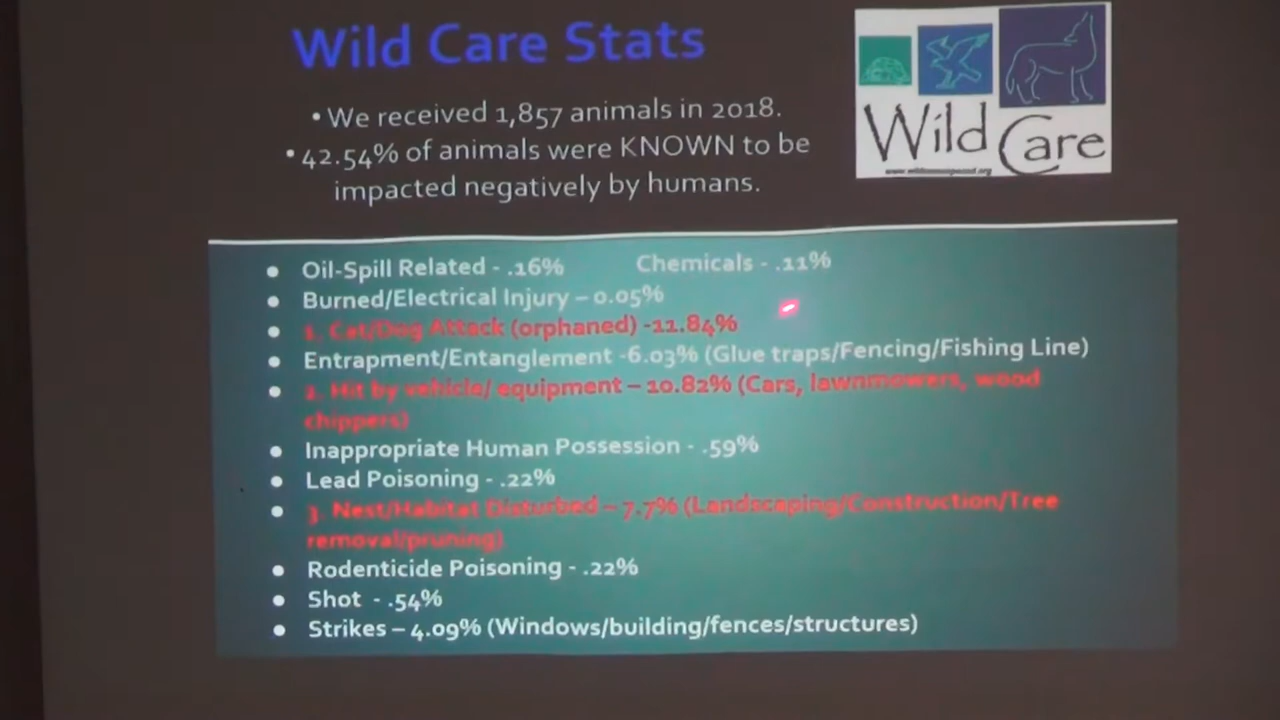 Wild Care Stats
• We received 1,857 animals in 2018.
• 42.54% of animals were KNOWN to be
impacted negatively by humans.
Wild Care
• Oil-Spill Related - .16% Chemicals - .11%
• Burned/Electrical Injury – 0.05%
• 1. Cat/Dog Attack (orphaned) -11.84%
• Entrapment/Entanglement -6.03% (Glue traps/Fencing/Fishing Line)
• 2. Hit by vehicle/ equipment – 10.82% (Cars, lawnmowers, wood
chippers)
• Inappropriate Human Possession - .59%
• Lead Poisoning - .22%
• 3. Nest/Habitat Disturbed – 7.7% (Landscaping/Construction/Tree
removal/pruning)
• Rodenticide Poisoning - .22%
• Shot - .54%
• Strikes – 4.09% (Windows/building/fences/structures)